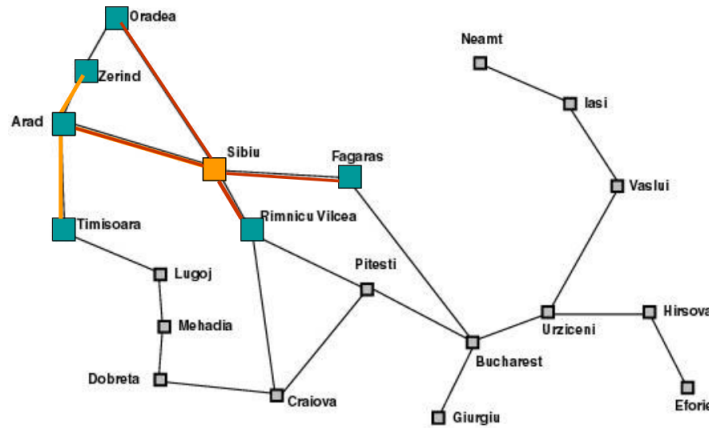 Oradea
Neamt
Zerind
Iasi
Arad
Sibiu
Fagaras
Vaslui
Timisoara
Rimnicu Vilcea
Pitesti
Lugoj
Hirsova
Mehadia
Urziceni
Bucharest
Dobreta
Craiova
Eforie
Giurgiu